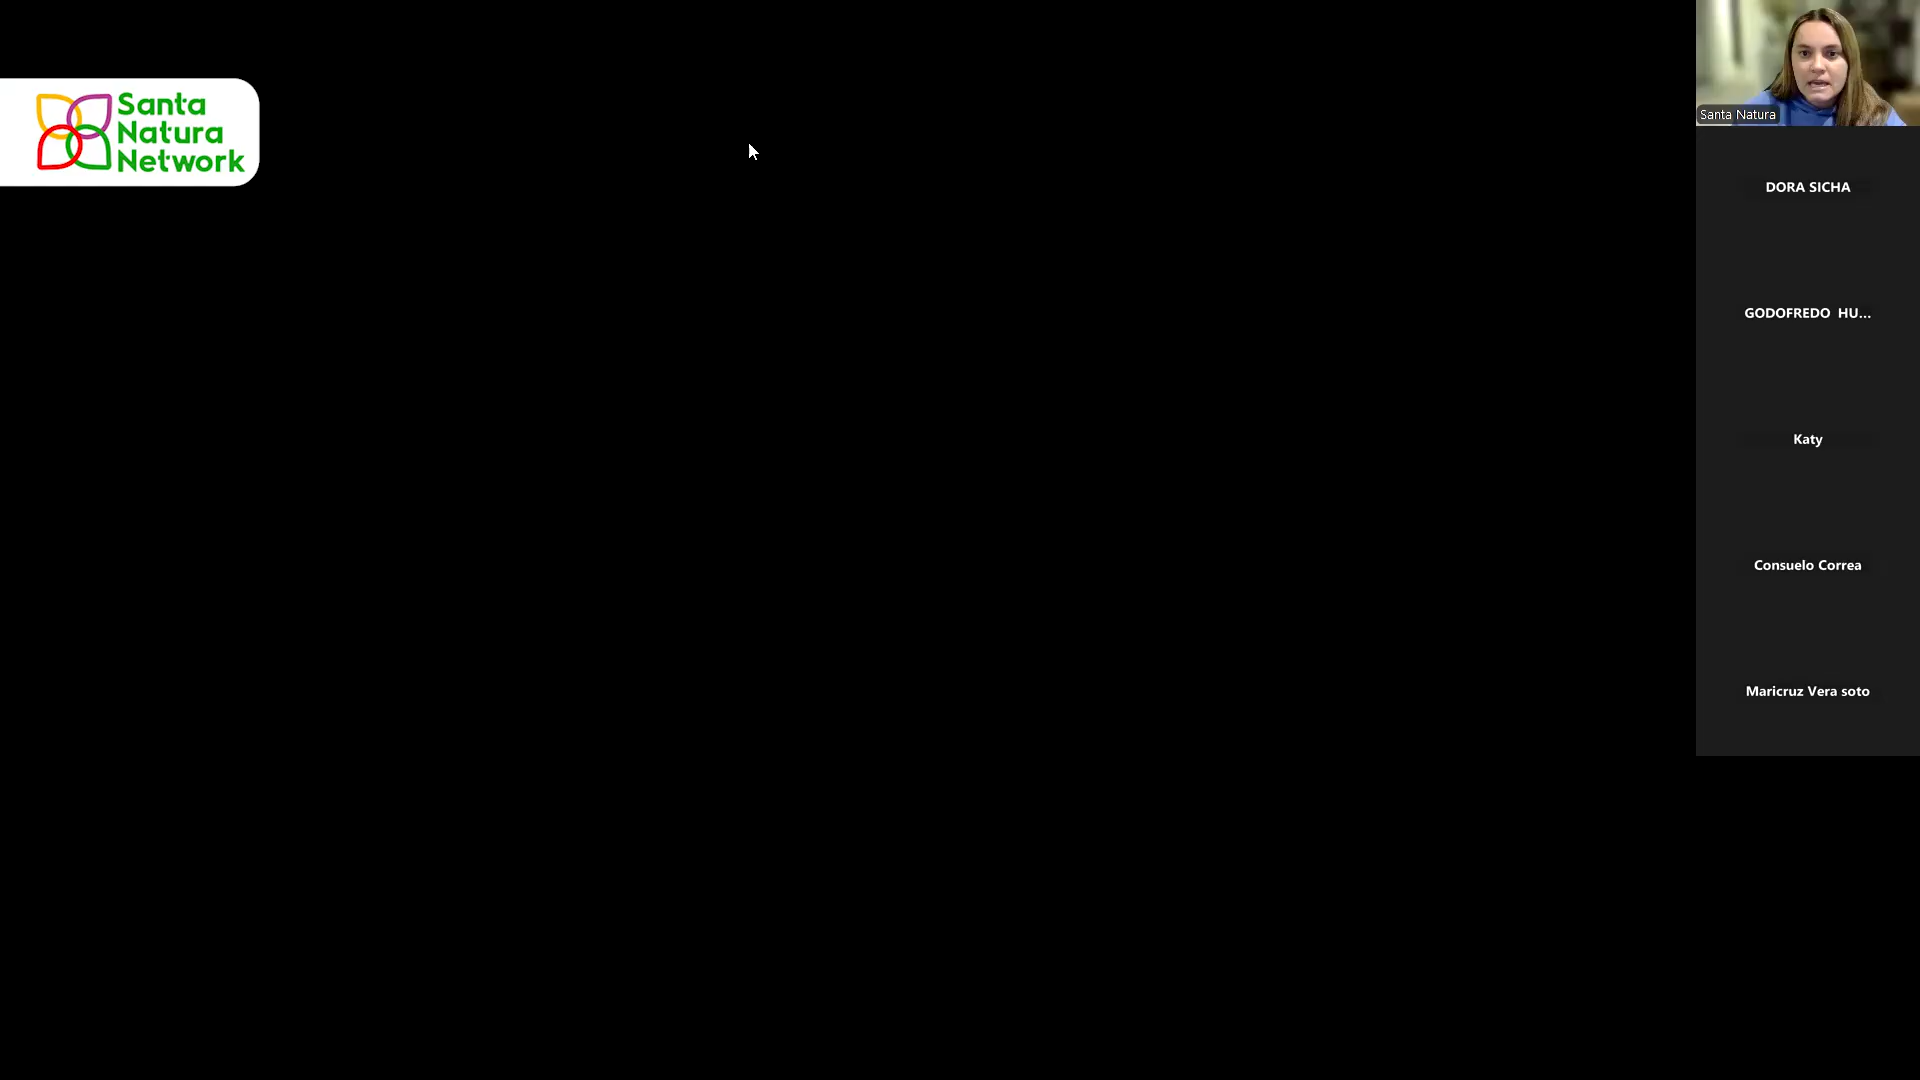 Santa
Natura
Network
Santa Natura
DORA SICHA
GODOFREDO HU...
Katy
Consuelo Correa
Maricruz Vera soto